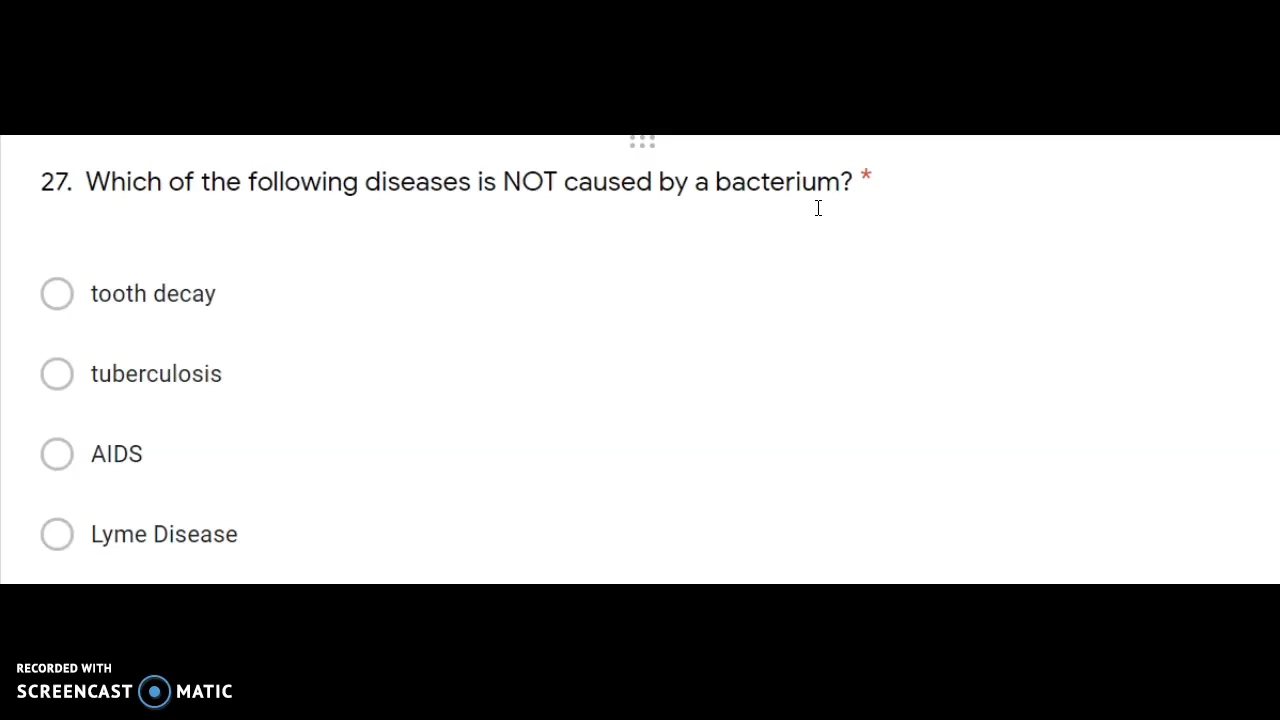 27. Which of the following diseases is NOT caused by a bacterium? *
tooth decay
tuberculosis
AIDS
Lyme Disease
RECORDED WITH
SCREENCAST MATIC